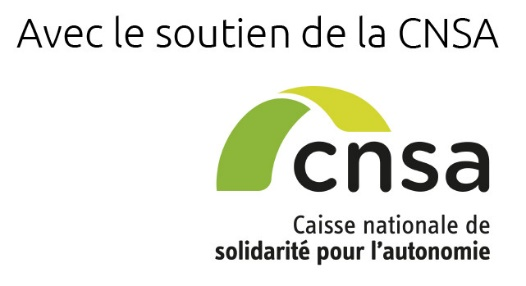 Avec le soutien de la CNSA
cnsa
Caisse nationale de
solidarité pour l'autonomie